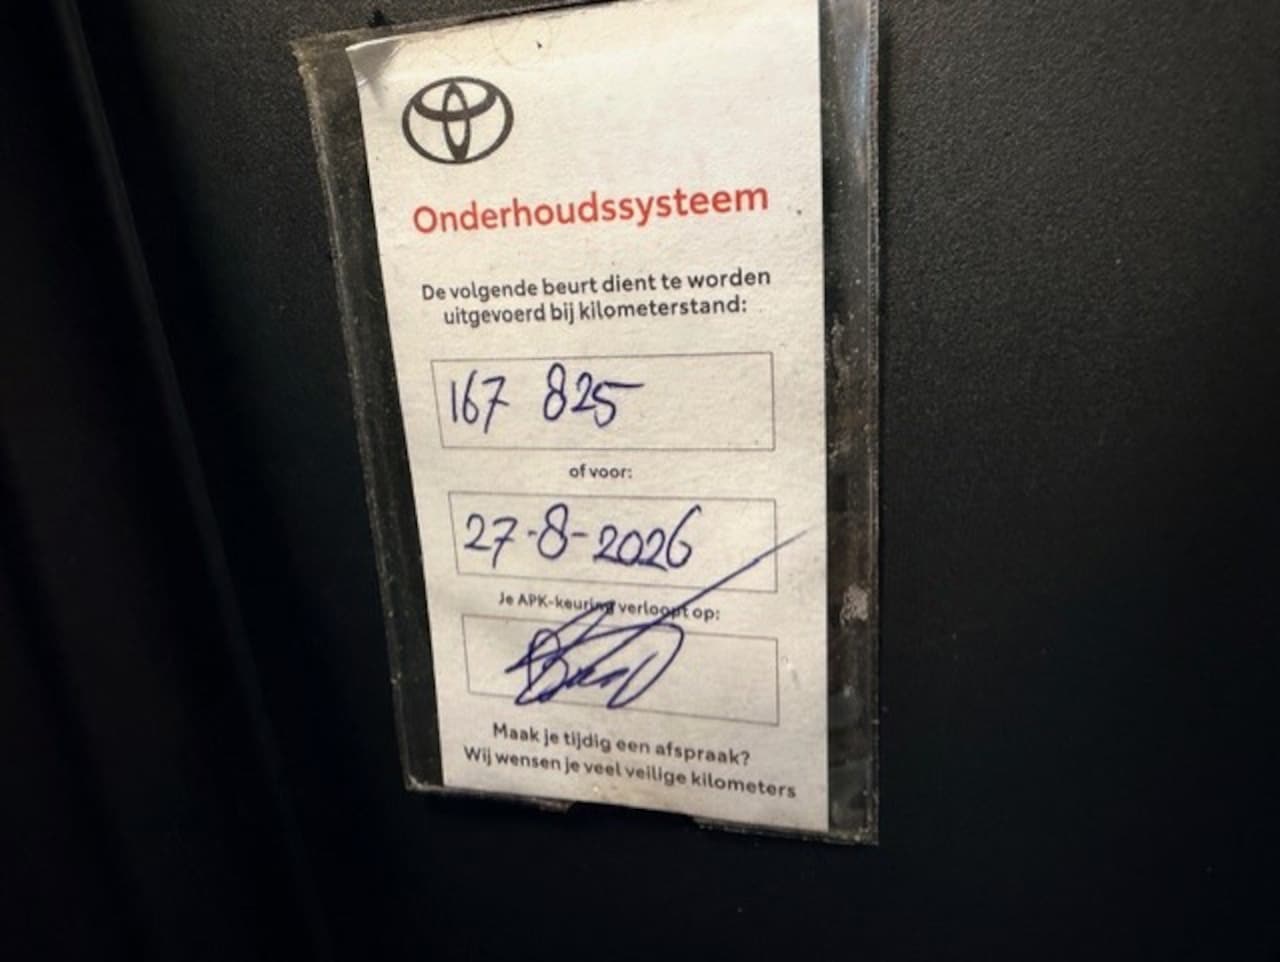 Onderhoudssysteem
De volgende beurt dient te worden
uitgevoerd bij kilometerstand:
167 825
of voor:
27-8-2026
Je APK-keuring verloopt op:
Maak je tijdig een afspraak?
Wij wensen je veel veilige kilometers